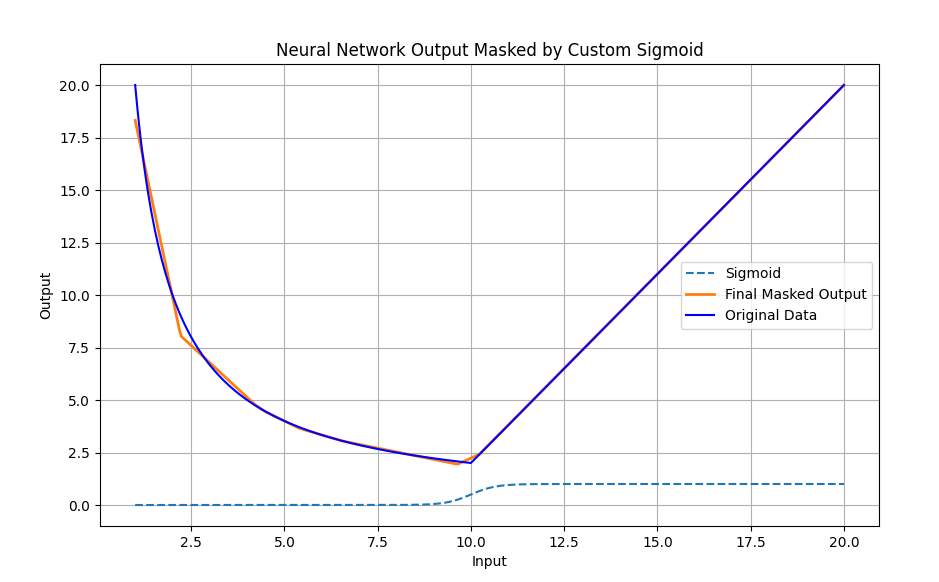 Neural Network Output Masked by Custom Sigmoid
20.0
17.5
15.0
12.5
10.0
7.5
5.0
2.5
0.0
Output
Sigmoid
Final Masked Output
Original Data
2.5 5.0 7.5 10.0 12.5 15.0 17.5 20.0
Input